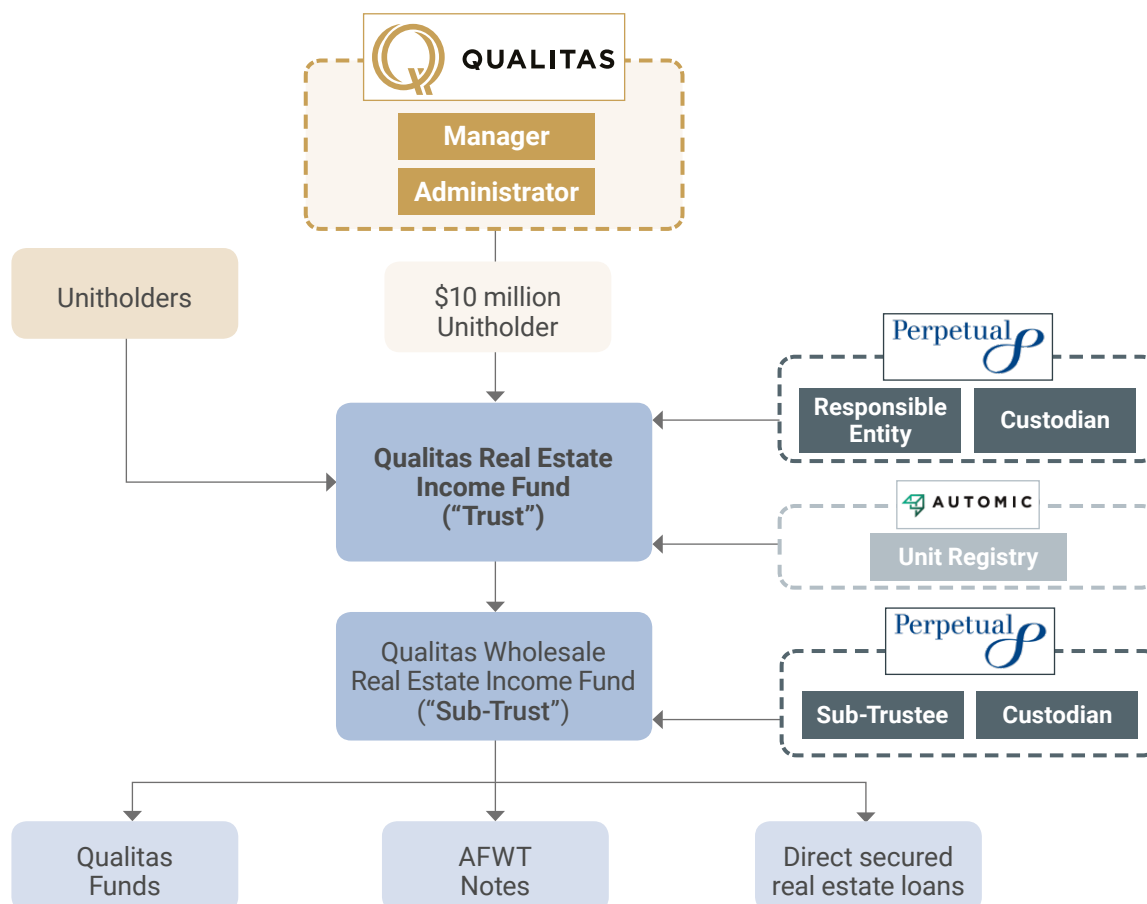 QUALITAS
Manager
Administrator
Unitholders
$10 million
Unitholder
Perpetual
Responsible
Entity
Custodian
Qualitas Real Estate
Income Fund
(“Trust”)
AUTOMIC
Unit Registry
Perpetual
Qualitas Wholesale
Real Estate Income Fund
(“Sub-Trust”)
Sub-Trustee
Custodian
Qualitas
Funds
AFWT
Notes
Direct secured
real estate loans